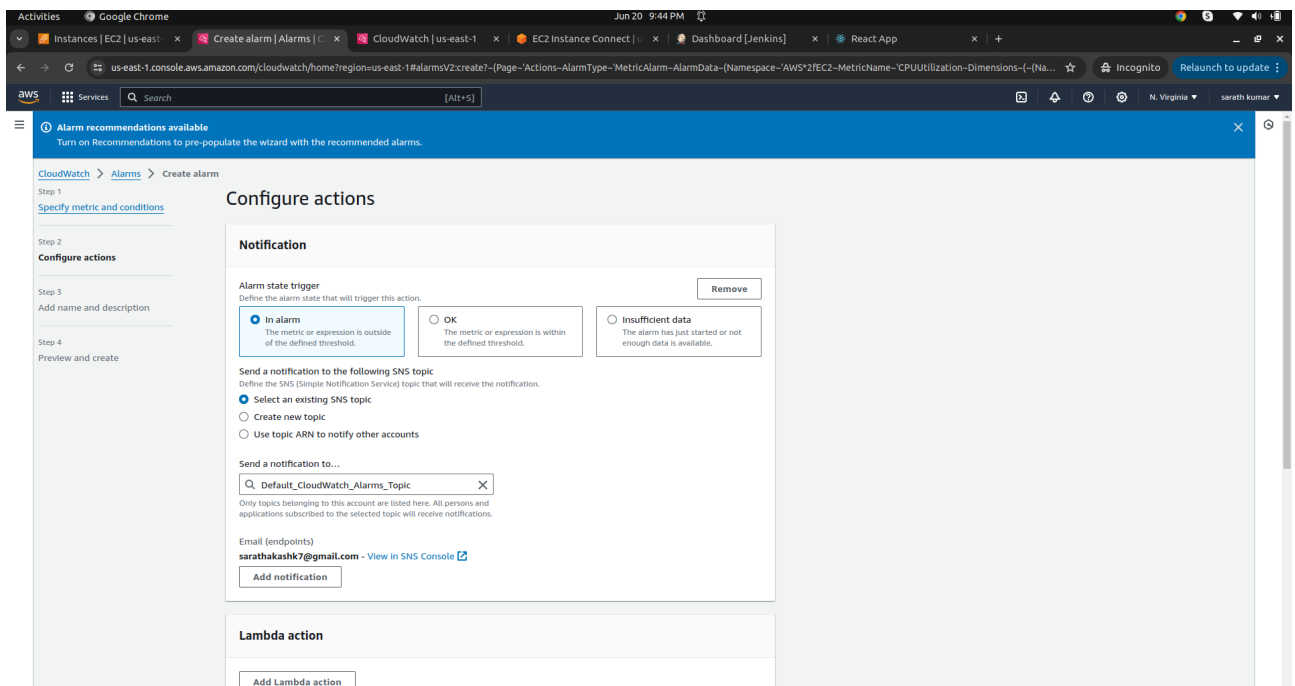 Activities Google Chrome Jun 20 9:44 PM
Instances | EC2 | us-east- Create alarm | Alarms | C CloudWatch | us-east-1 EC2 Instance Connect | u Dashboard [Jenkins] React App
us-east-1.console.aws.amazon.com/cloudwatch/home?region=us-east-1#alarmsV2:create?~(Page~'Actions~AlarmType~'MetricAlarm~AlarmData~(Namespace~'AWS*2fEC2~MetricName~'CPUUtilization~Dimensions~(~(Na... Incognito Relaunch to update
aws Services Search [Alt+S] N. Virginia sarath kumar
Alarm recommendations available
Turn on Recommendations to pre-populate the wizard with the recommended alarms.
CloudWatch > Alarms > Create alarm
Step 1
Specify metric and conditions
Step 2
Configure actions
Step 3
Add name and description
Step 4
Preview and create
Configure actions
Notification
Alarm state trigger
Define the alarm state that will trigger this action.
Remove
In alarm
The metric or expression is outside
of the defined threshold.
OK
The metric or expression is within
the defined threshold.
Insufficient data
The alarm has just started or not
enough data is available.
Send a notification to the following SNS topic
Define the SNS (Simple Notification Service) topic that will receive the notification.
Select an existing SNS topic
Create new topic
Use topic ARN to notify other accounts
Send a notification to...
Default_CloudWatch_Alarms_Topic
Only topics belonging to this account are listed here. All persons and
applications subscribed to the selected topic will receive notifications.
Email (endpoints)
sarathakashk7@gmail.com - View in SNS Console
Add notification
Lambda action
Add Lambda action